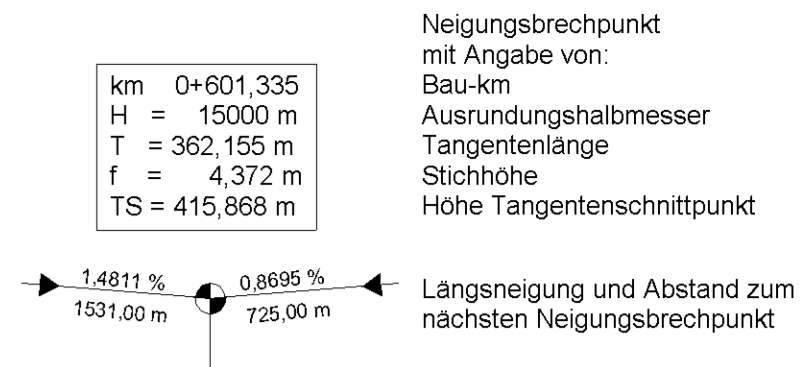 Neigungsbrechpunkt
mit Angabe von:
km 0+601,335 Bau-km
H = 15000 m Ausrundungshalbmesser
T = 362,155 m Tangentenlänge
f = 4,372 m Stichhöhe
TS = 415,868 m Höhe Tangentenschnittpunkt
1,4811 % 0,8695 % Längsneigung und Abstand zum
1531,00 m 725,00 m nächsten Neigungsbrechpunkt